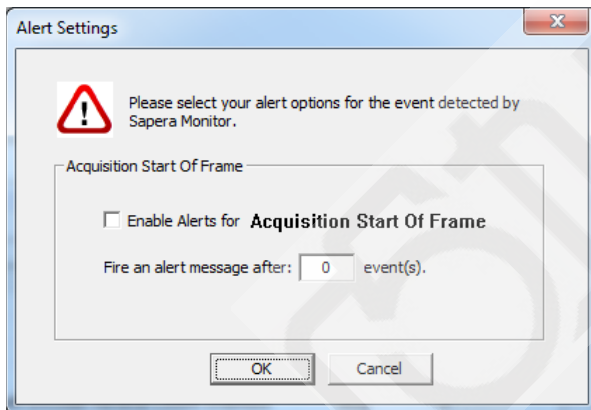 Alert Settings
Please select your alert options for the event detected by
Sapera Monitor.
Acquisition Start Of Frame
Enable Alerts for Acquisition Start Of Frame
Fire an alert message after: 0 event(s).
OK Cancel